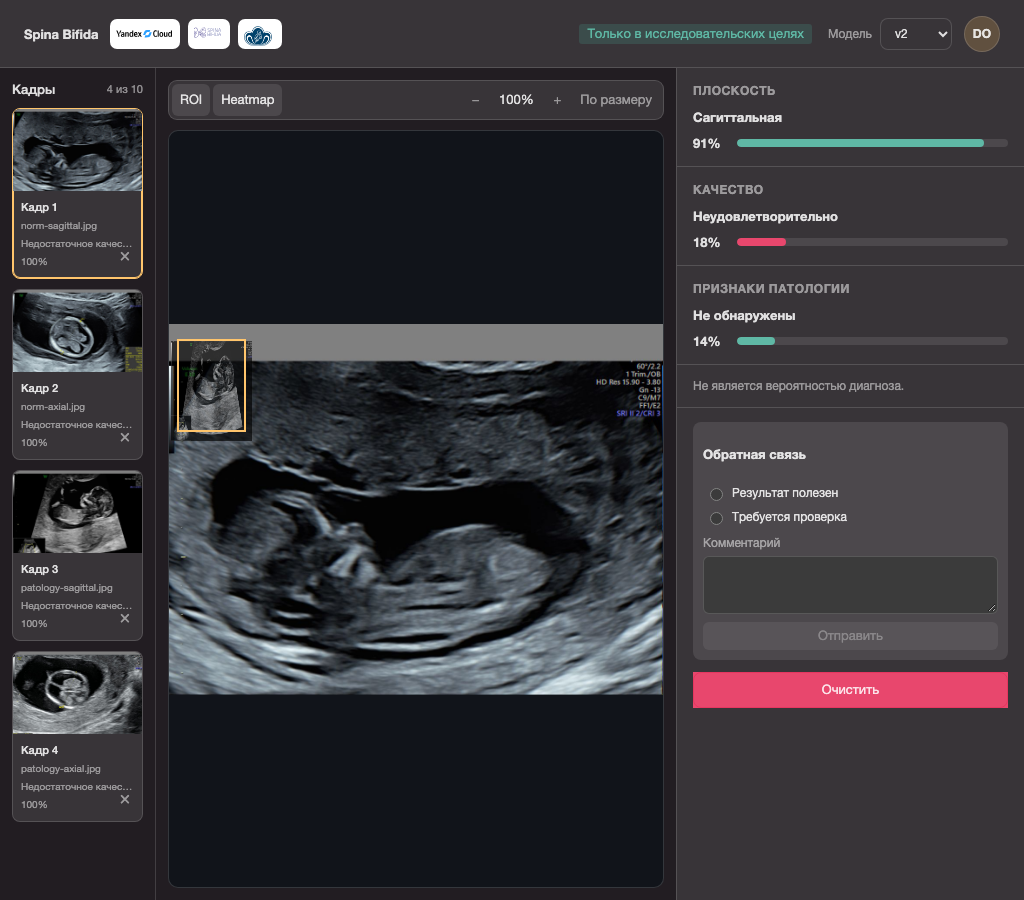 Spina Bifida
Yandex Cloud
Только в исследовательских целях
Модель
v2
DO
Кадры
4 из 10
Кадр 1
norm-sagittal.jpg
Недостаточное качес...
100%
Кадр 2
norm-axial.jpg
Недостаточное качес...
100%
Кадр 3
patology-sagittal.jpg
Недостаточное качес...
100%
Кадр 4
patology-axial.jpg
Недостаточное качес...
100%
ROI
Heatmap
− 100% +
По размеру
60°/2.2
1 Trim./OB
HD Res 15.90 - 3.80
Gn -13
C9/M7
FF1/E2
SRI II 2/CRI 3
ПЛОСКОСТЬ
Сагиттальная
91%
КАЧЕСТВО
Неудовлетворительно
18%
ПРИЗНАКИ ПАТОЛОГИИ
Не обнаружены
14%
Не является вероятностью диагноза.
Обратная связь
Результат полезен
Требуется проверка
Комментарий
Отправить
Очистить